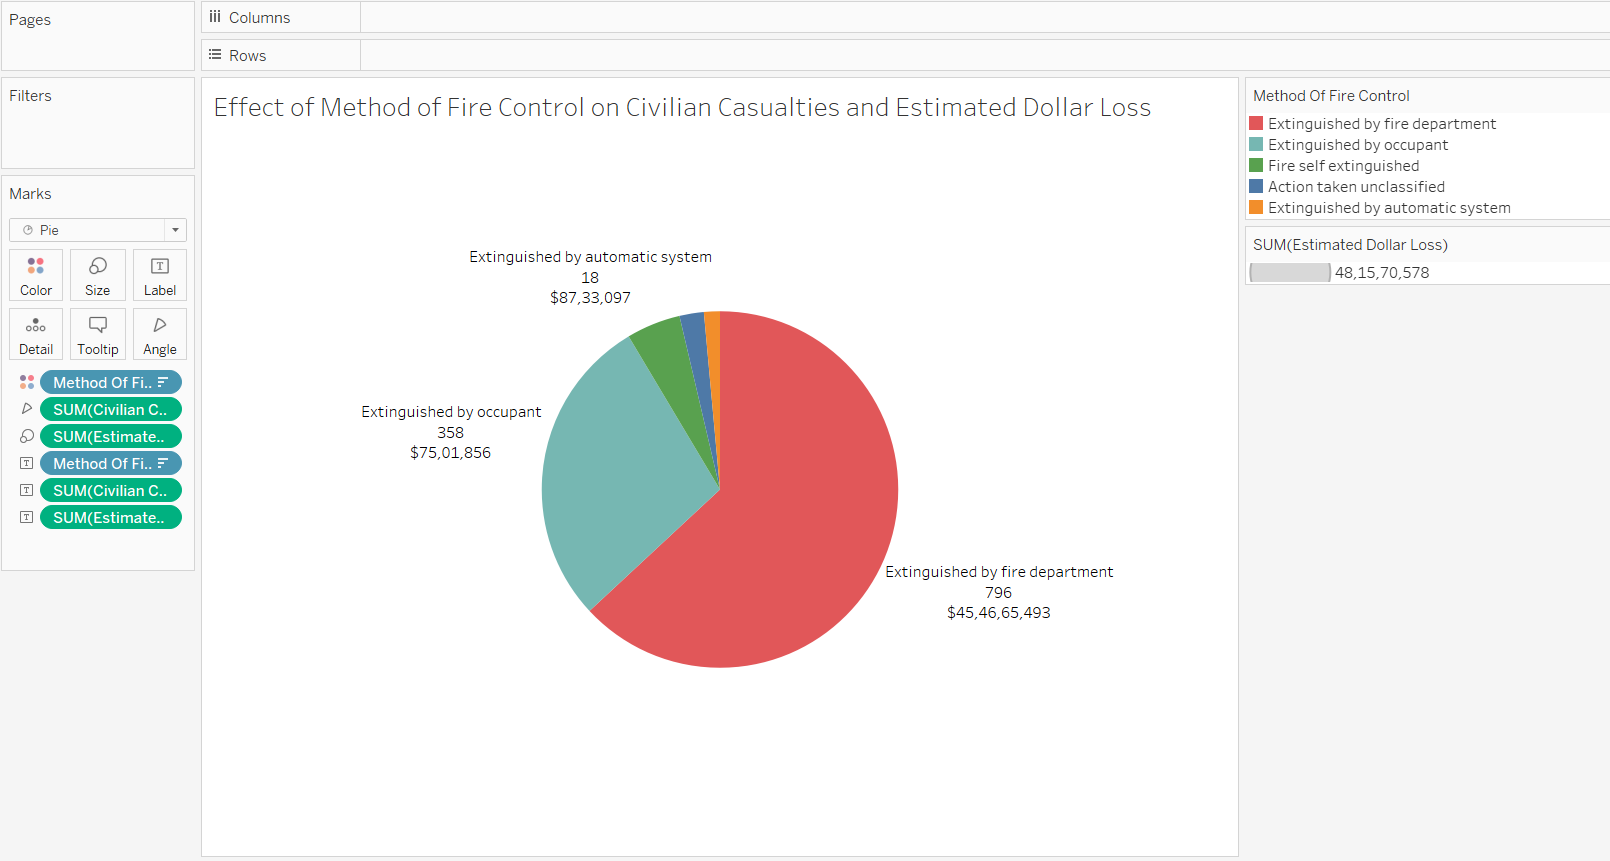 Pages
Columns
Rows
Filters
Marks
Pie
Color
Size
Label
T
Detail
Tooltip
Angle
Method Of Fi..
SUM(Civilian C..
SUM(Estimate..
T Method Of Fi..
T SUM(Civilian C..
T SUM(Estimate..
Effect of Method of Fire Control on Civilian Casualties and Estimated Dollar Loss
Extinguished by automatic system
18
$87,33,097
Extinguished by occupant
358
$75,01,856
Extinguished by fire department
796
$45,46,65,493
Method Of Fire Control
Extinguished by fire department
Extinguished by occupant
Fire self extinguished
Action taken unclassified
Extinguished by automatic system
SUM(Estimated Dollar Loss)
48,15,70,578